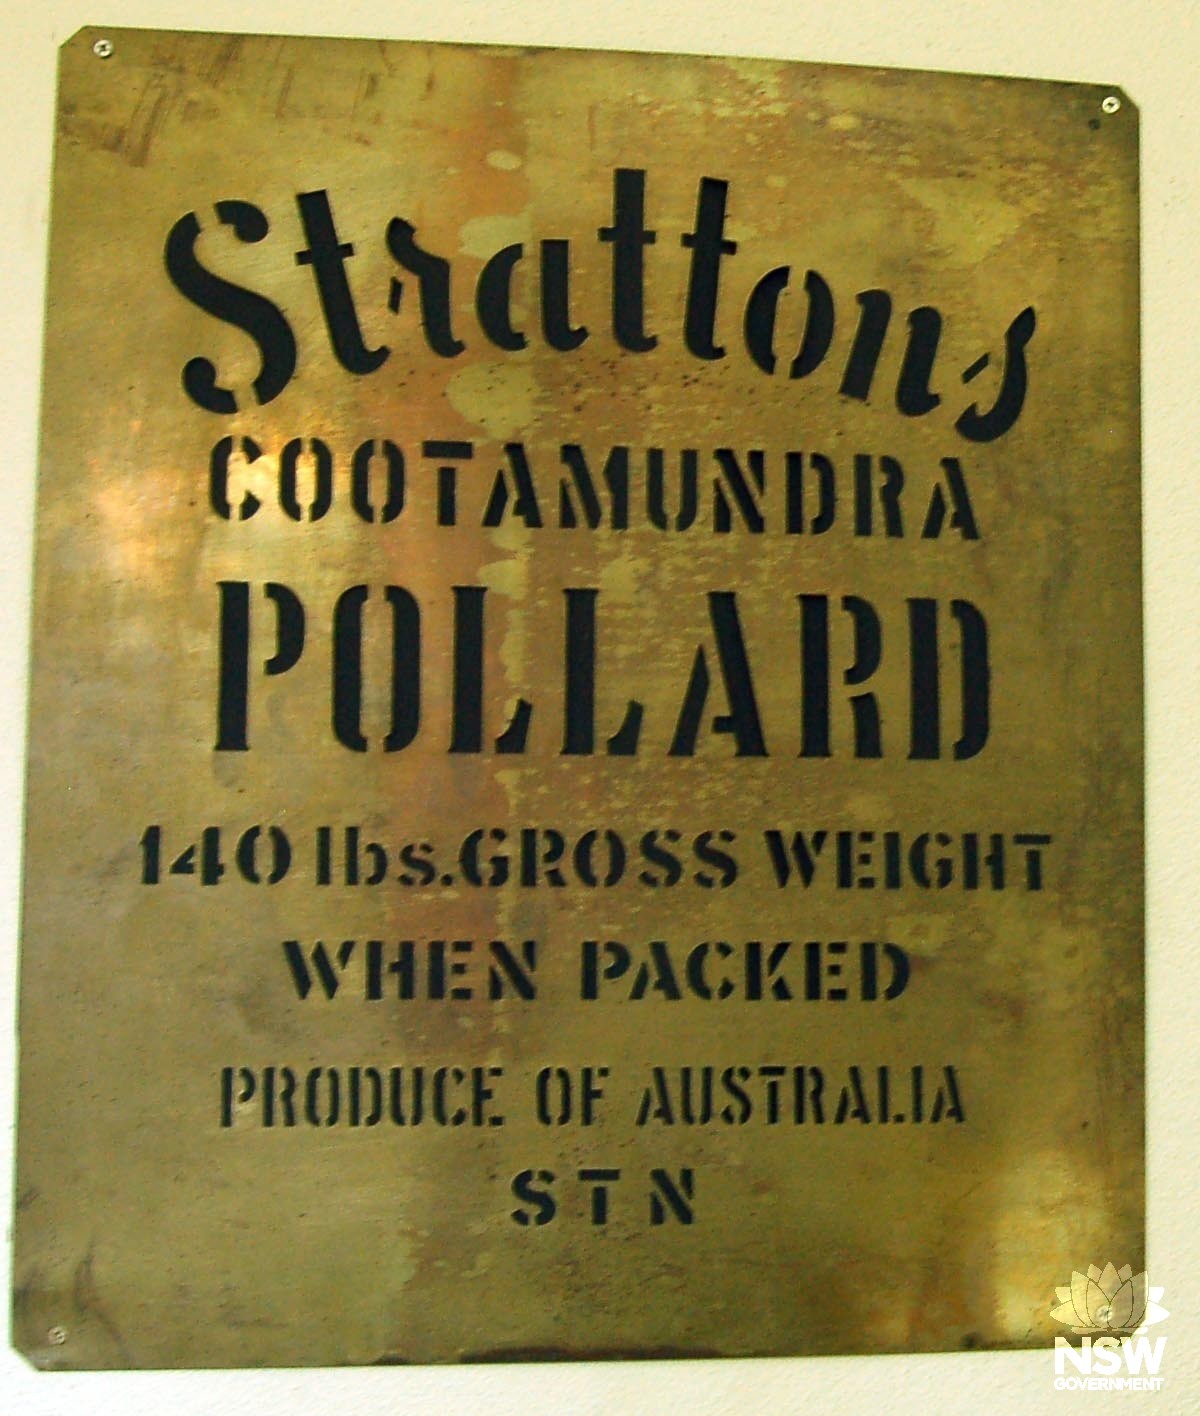 Strattons
COOTAMUNDRA
POLLARD
140 lbs. GROSS WEIGHT
WHEN PACKED
PRODUCE OF AUSTRALIA
STN
NSW
GOVERNMENT